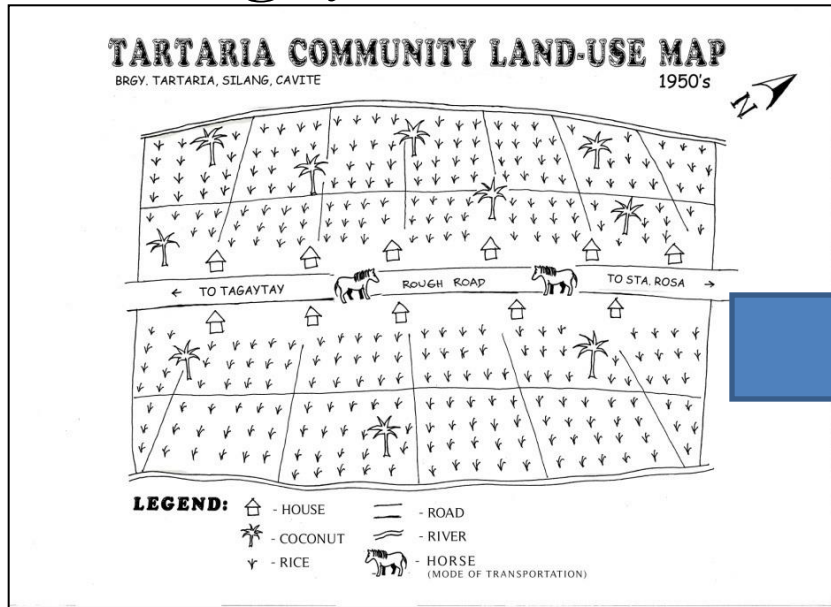 TARTARIA COMMUNITY LAND-USE MAP
BRGY. TARTARIA, SILANG, CAVITE
1950's
N
← TO TAGAYTAY
ROUGH ROAD
TO STA. ROSA →
LEGEND:
- HOUSE
- COCONUT
- RICE
- ROAD
- RIVER
- HORSE
(MODE OF TRANSPORTATION)